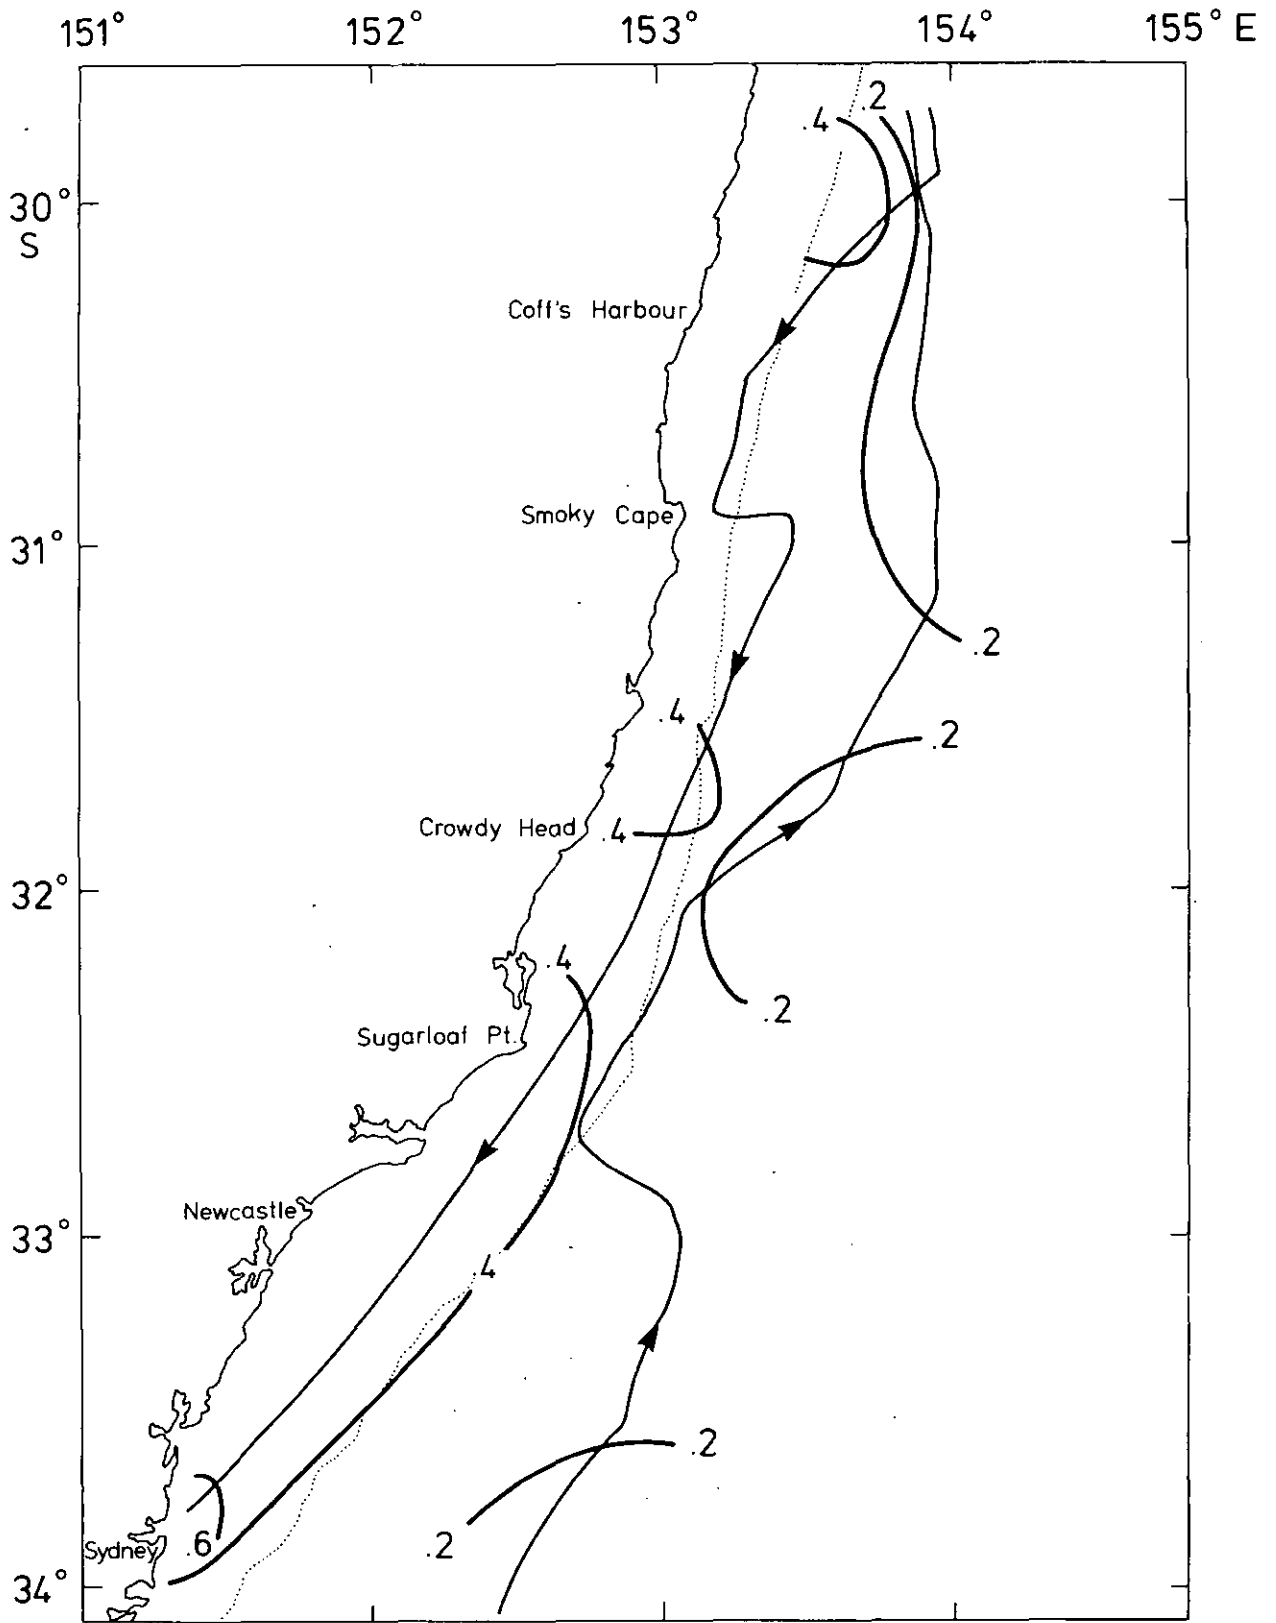 151° 152° 153° 154° 155° E
.2
.4
30°
S
Coff's Harbour
Smoky Cape
31°
.2
.4
.2
Crowdy Head .4
32°
.4
.2
Sugarloaf Pt.
Newcastle
33°
.4
.2
.2
Sydney .6
34°